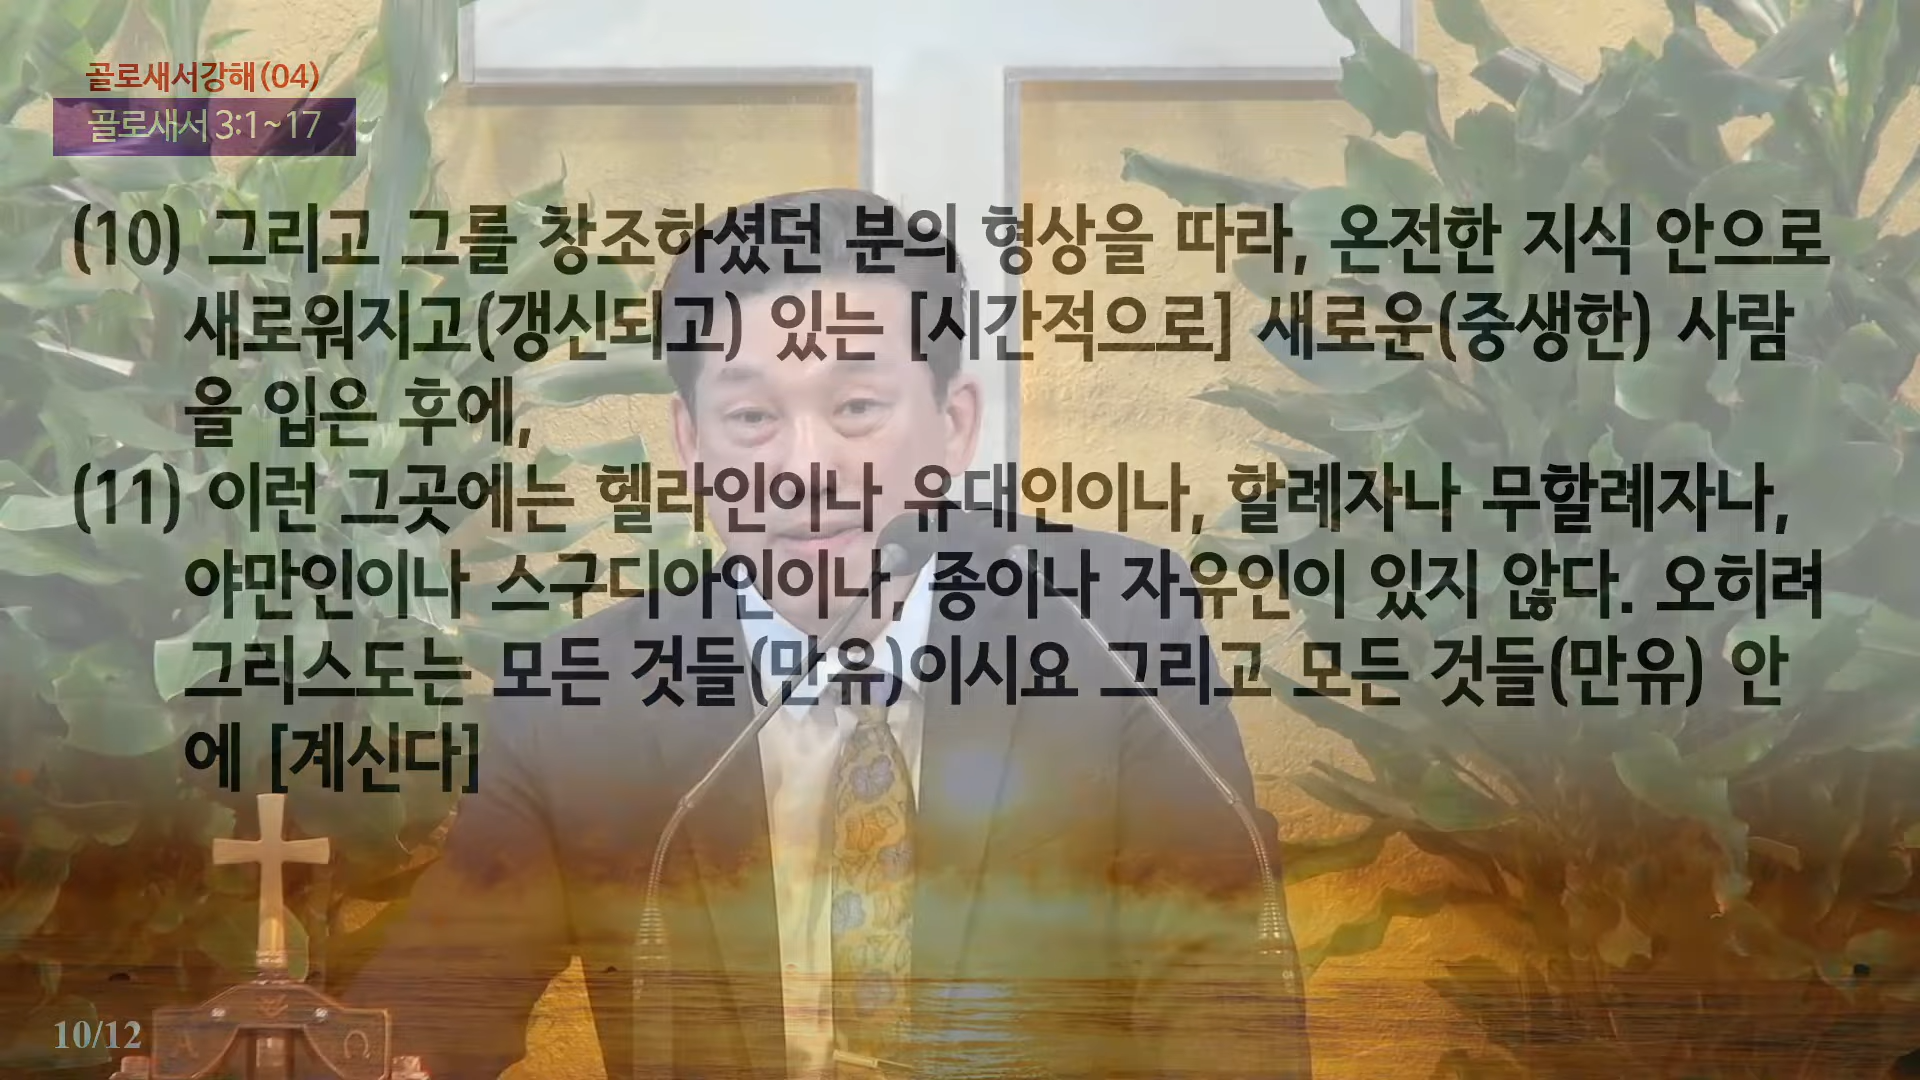 골로새서강해(04)
골로새서 3:1~17
(10) 그리고 그를 창조하셨던 분의 형상을 따라, 온전한 지식 안으로
새로워지고(갱신되고) 있는 [시간적으로] 새로운(중생한) 사람
을 입은 후에,
(11) 이런 그곳에는 헬라인이나 유대인이나, 할례자나 무할례자나,
야만인이나 스구디아인이나, 종이나 자유인이 있지 않다. 오히려
그리스도는 모든 것들(만유)이시요 그리고 모든 것들(만유) 안
에 [계신다]
10/12
A Ω